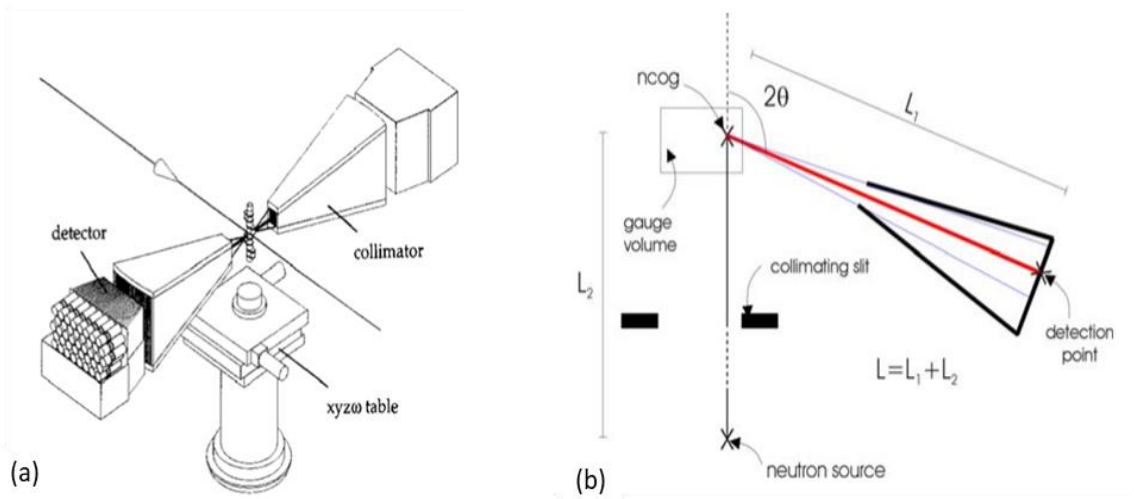 detector
collimator
xyzω table
(a)
ncog
2θ
L₁
gauge
volume
L₂
collimating slit
detection
point
L=L₁+L₂
neutron source
(b)